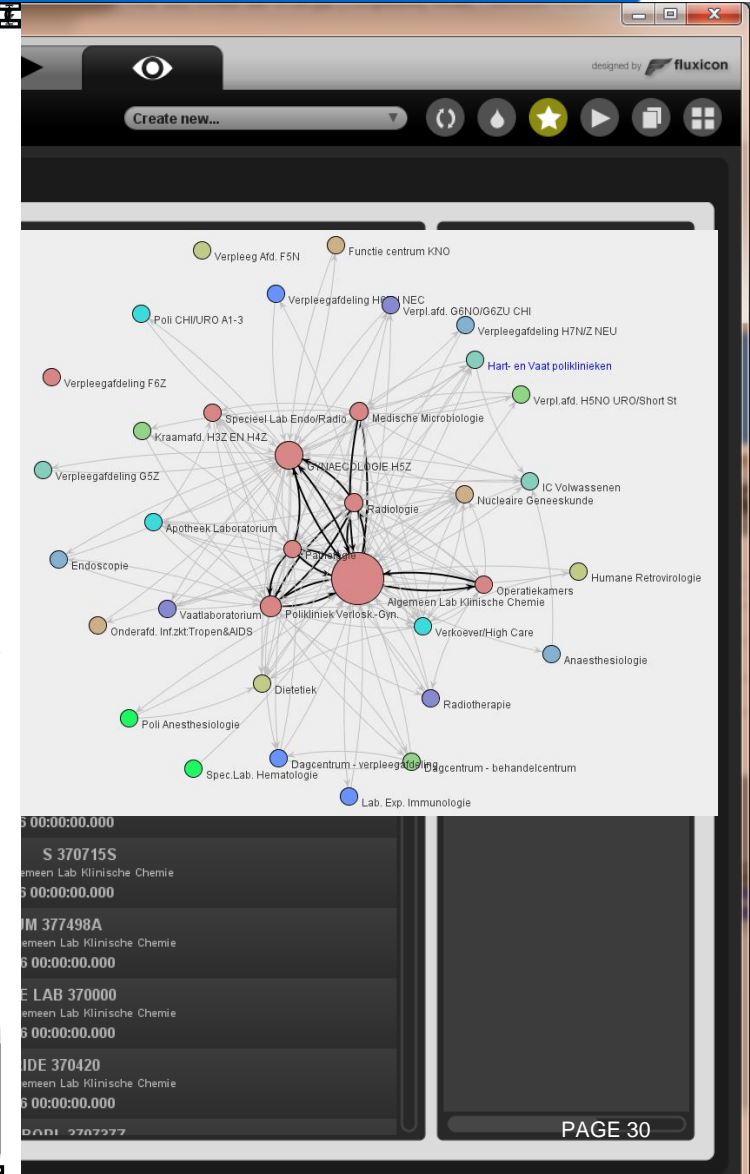 designed by fluxicon
Create new...
Verpleeg Afd. F5N
Functie centrum KNO
NEC
Verpl.afd. G6NO/G6ZU CHI
Poli CHI/URO A1-3
Verpleegafdeling H7N/Z NEU
Hart- en Vaat poliklinieken
Verpleegafdeling F6Z
Verpl.afd. H5NO URO/Short St
Specieel Lab Endo/Radio
Medische Microbiologie
Kraamafd. H3Z EN H4Z
GYNAECOLOGIE H5Z
Verpleegafdeling G5Z
IC Volwassenen
Nucleaire Geneeskunde
Radiologie
Apotheek Laboratorium
Pathologie
Endoscopie
Humane Retrovirologie
Operatiekamers
Algemeen Lab Klinische Chemie
Vaatlaboratorium
Polikliniek Verlosk.-Gyn.
Onderafd. Inf.zkt:Tropen&AIDS
Verkoever/High Care
Anaesthesiologie
Dietetiek
Radiotherapie
Poli Anesthesiologie
Dagcentrum - verpleegafdeling
Dagcentrum - behandelcentrum
Spec.Lab. Hematologie
Lab. Exp. Immunologie
6 00:00:00.000
S 370715S
emeen Lab Klinische Chemie
6 00:00:00.000
UM 377498A
emeen Lab Klinische Chemie
6 00:00:00.000
E LAB 370000
emeen Lab Klinische Chemie
6 00:00:00.000
IDE 370420
emeen Lab Klinische Chemie
6 00:00:00.000
PAGE 30